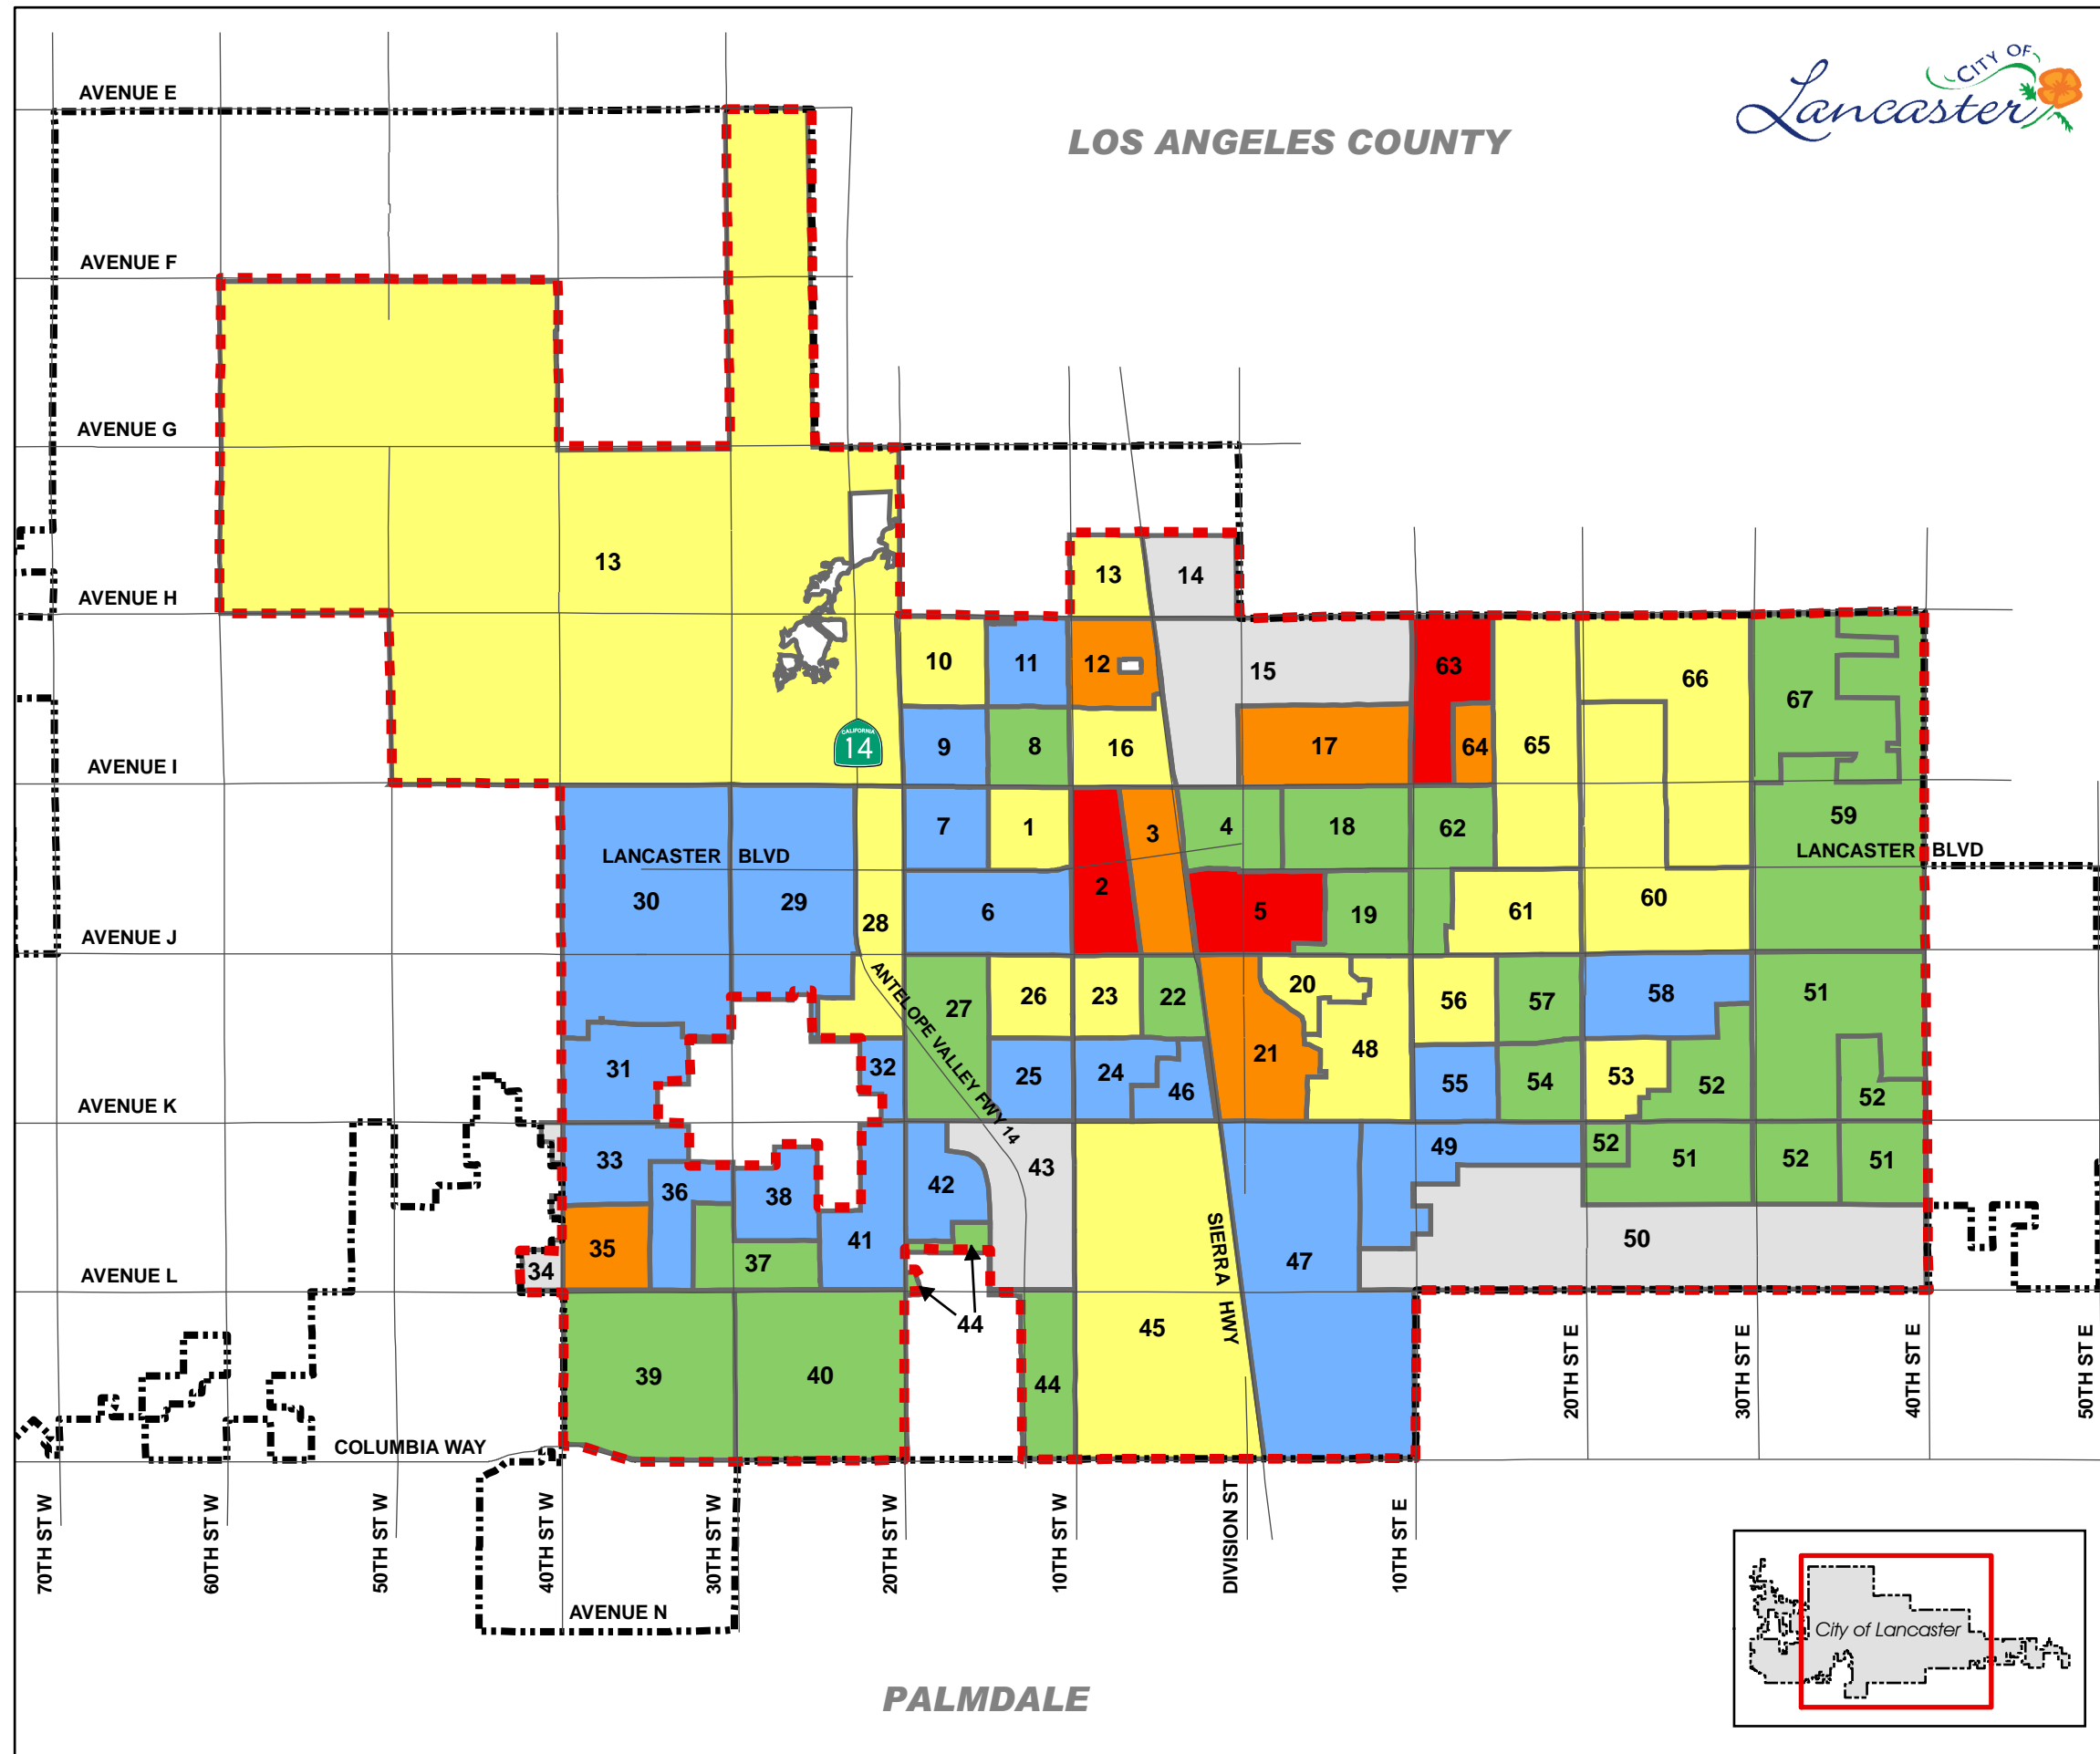 CITY OF
Lancaster
AVENUE E
LOS ANGELES COUNTY
AVENUE F
AVENUE G
13
13
14
AVENUE H
10
11
12
15
63
66
67
CALIFORNIA
14
9
8
16
17
64
65
AVENUE I
7
1
3
4
18
62
59
LANCASTER BLVD
LANCASTER BLVD
30
29
28
6
2
5
19
61
60
AVENUE J
ANTELOPE VALLEY FWY 14
27
26
23
22
20
56
57
58
51
31
32
25
24
46
21
48
55
54
53
52
52
AVENUE K
33
36
38
42
43
49
52
51
52
51
35
34
37
41
SIERRA HWY
47
50
AVENUE L
44
45
39
40
44
20TH ST E
30TH ST E
40TH ST E
50TH ST E
COLUMBIA WAY
70TH ST W
60TH ST W
50TH ST W
40TH ST W
30TH ST W
20TH ST W
10TH ST W
DIVISION ST
10TH ST E
AVENUE N
City of Lancaster
PALMDALE